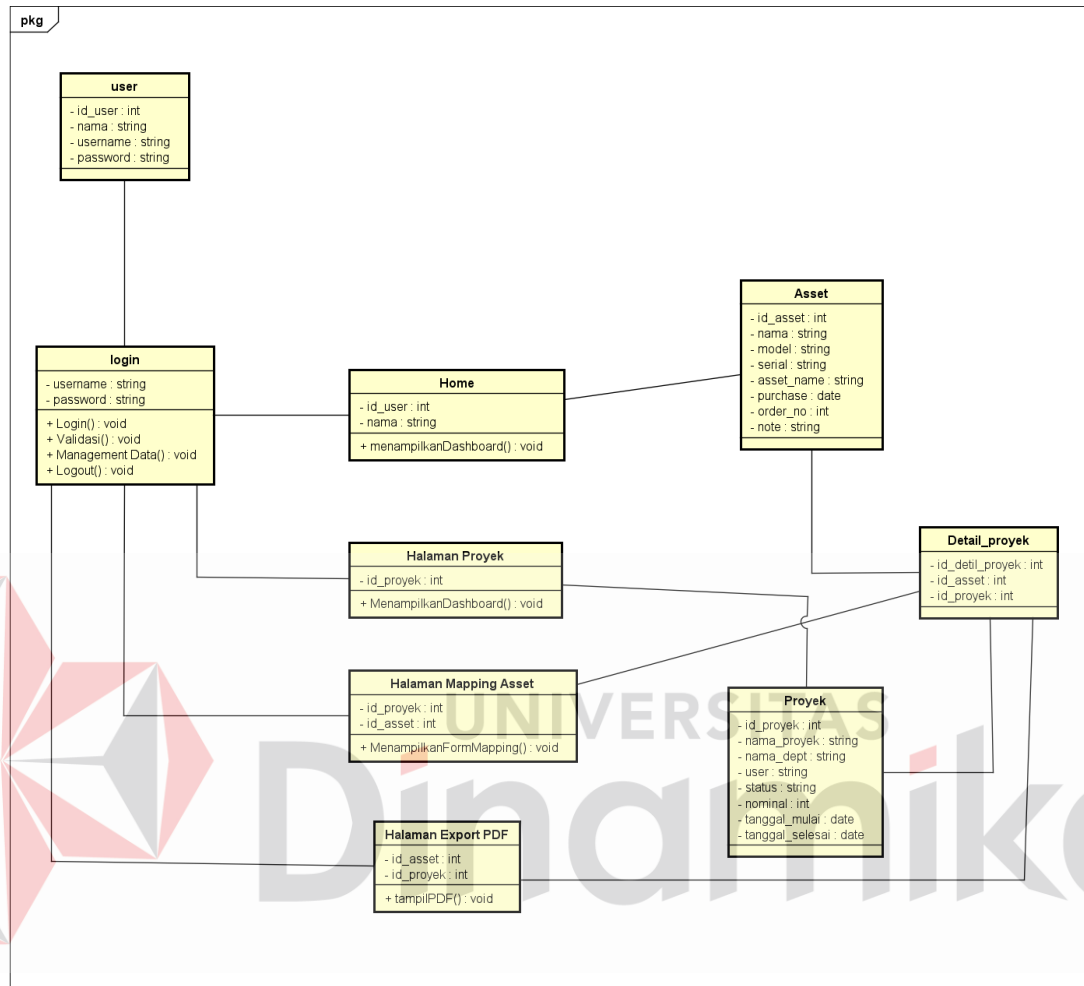 pkg
user
- id_user : int
- nama : string
- username : string
- password : string
login
- username : string
- password : string
+ Login() : void
+ Validasi() : void
+ Management Data() : void
+ Logout() : void
Home
- id_user : int
- nama : string
+ menampilkanDashboard() : void
Asset
- id_asset : int
- nama : string
- model : string
- serial : string
- asset_name : string
- purchase : date
- order_no : int
- note : string
Halaman Proyek
- id_proyek : int
+ MenampilkanDashboard() : void
Detail_proyek
- id_detil_proyek : int
- id_asset : int
- id_proyek : int
Halaman Mapping Asset
- id_proyek : int
- id_asset : int
+ MenampilkanFormMapping() : void
Proyek
- id_proyek : int
- nama_proyek : string
- nama_dept : string
- user : string
- status : string
- nominal : int
- tanggal_mulai : date
- tanggal_selesai : date
Halaman Export PDF
- id_asset : int
- id_proyek : int
+ tampilPDF() : void
UNIVERSITAS
Dinamika